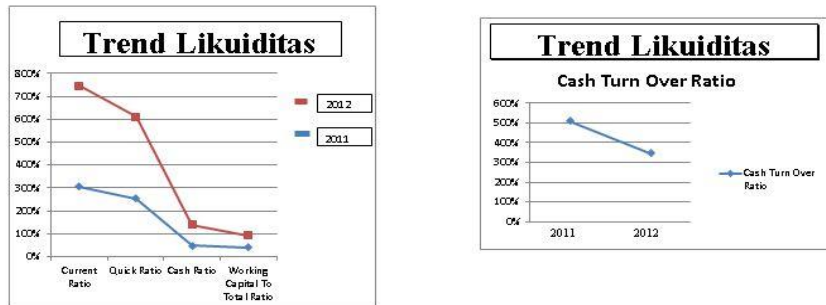 Trend Likuiditas
800%
700%
600%
500%
400%
300%
200%
100%
0%
Current Ratio
Quick Ratio
Cash Ratio
Working Capital To Total Ratio
2012
2011
Trend Likuiditas
Cash Turn Over Ratio
600%
500%
400%
300%
200%
100%
0%
2011
2012
Cash Turn Over
Ratio